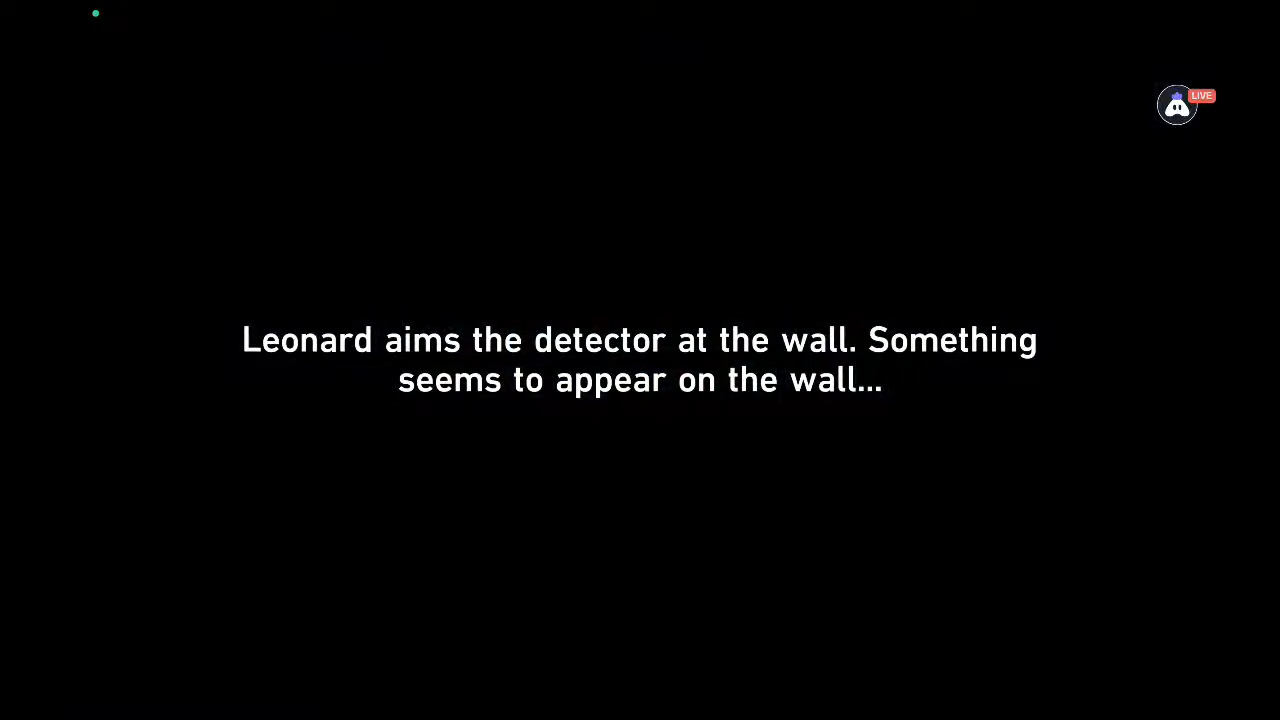 LIVE
Leonard aims the detector at the wall. Something
seems to appear on the wall...